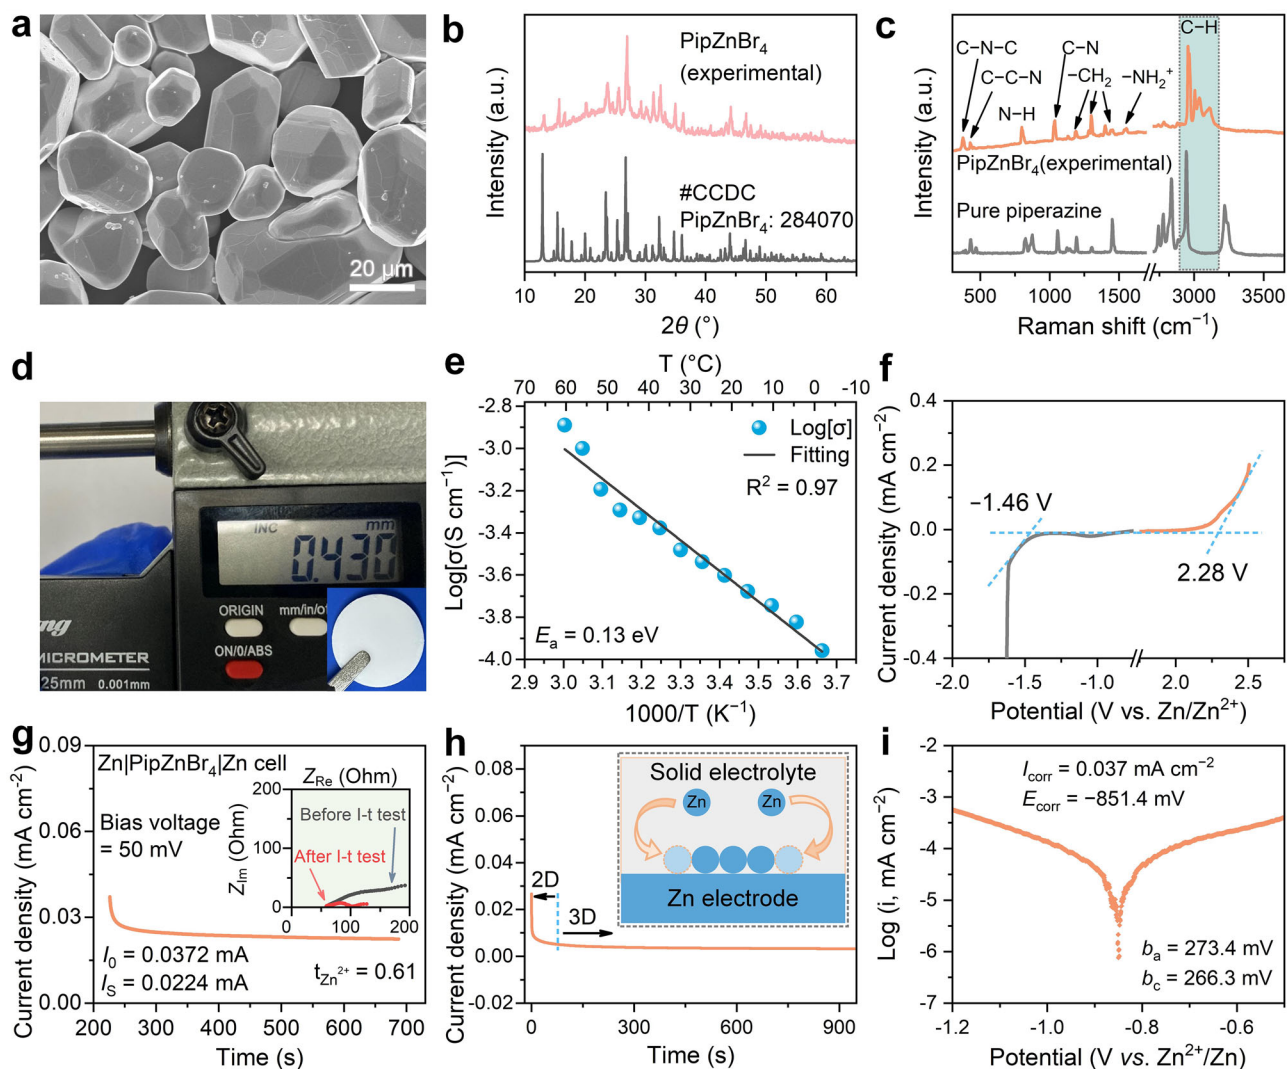 a
20 μm
b
PipZnBr4
(experimental)
#CCDC
PipZnBr4: 284070
Intensity (a.u.)
10 20 30 40 50 60
2θ (°)
c
C−H
C−N−C
C−N
C−C−N
−CH2
−NH2+
N−H
PipZnBr4(experimental)
Pure piperazine
Intensity (a.u.)
500 1000 1500 3000 3500
Raman shift (cm−1)
d
INC mm
0.430
ORIGIN
mm/in/
ON/0/ABS
MICROMETER
25mm 0.001mm
e
T (°C)
70 60 50 40 30 20 10 0 -10
Log[σ(S cm−1)]
-2.8
-3.0
-3.2
-3.4
-3.6
-3.8
-4.0
Log[σ]
Fitting
R2 = 0.97
Ea = 0.13 eV
2.9 3.0 3.1 3.2 3.3 3.4 3.5 3.6 3.7
1000/T (K−1)
f
Current density (mA cm−2)
0.4
0.2
0.0
-0.2
-0.4
−1.46 V
2.28 V
-2.0 -1.5 -1.0 2.0 2.5
Potential (V vs. Zn/Zn2+)
g
Current density (mA cm−2)
0.09
0.06
0.03
0.00
Zn|PipZnBr4|Zn cell
Bias voltage
= 50 mV
ZRe (Ohm)
ZIm (Ohm)
200
100
0
Before I-t test
After I-t test
0 100 200
I0 = 0.0372 mA
IS = 0.0224 mA
tZn2+ = 0.61
200 300 400 500 600 700
Time (s)
h
Current density (mA cm−2)
0.08
0.06
0.04
0.02
0.00
-0.02
Solid electrolyte
Zn Zn
Zn electrode
2D
3D
0 300 600 900
Time (s)
i
Log (i, mA cm−2)
-2
-3
-4
-5
-6
-7
Icorr = 0.037 mA cm−2
Ecorr = −851.4 mV
ba = 273.4 mV
bc = 266.3 mV
-1.2 -1.0 -0.8 -0.6
Potential (V vs. Zn2+/Zn)